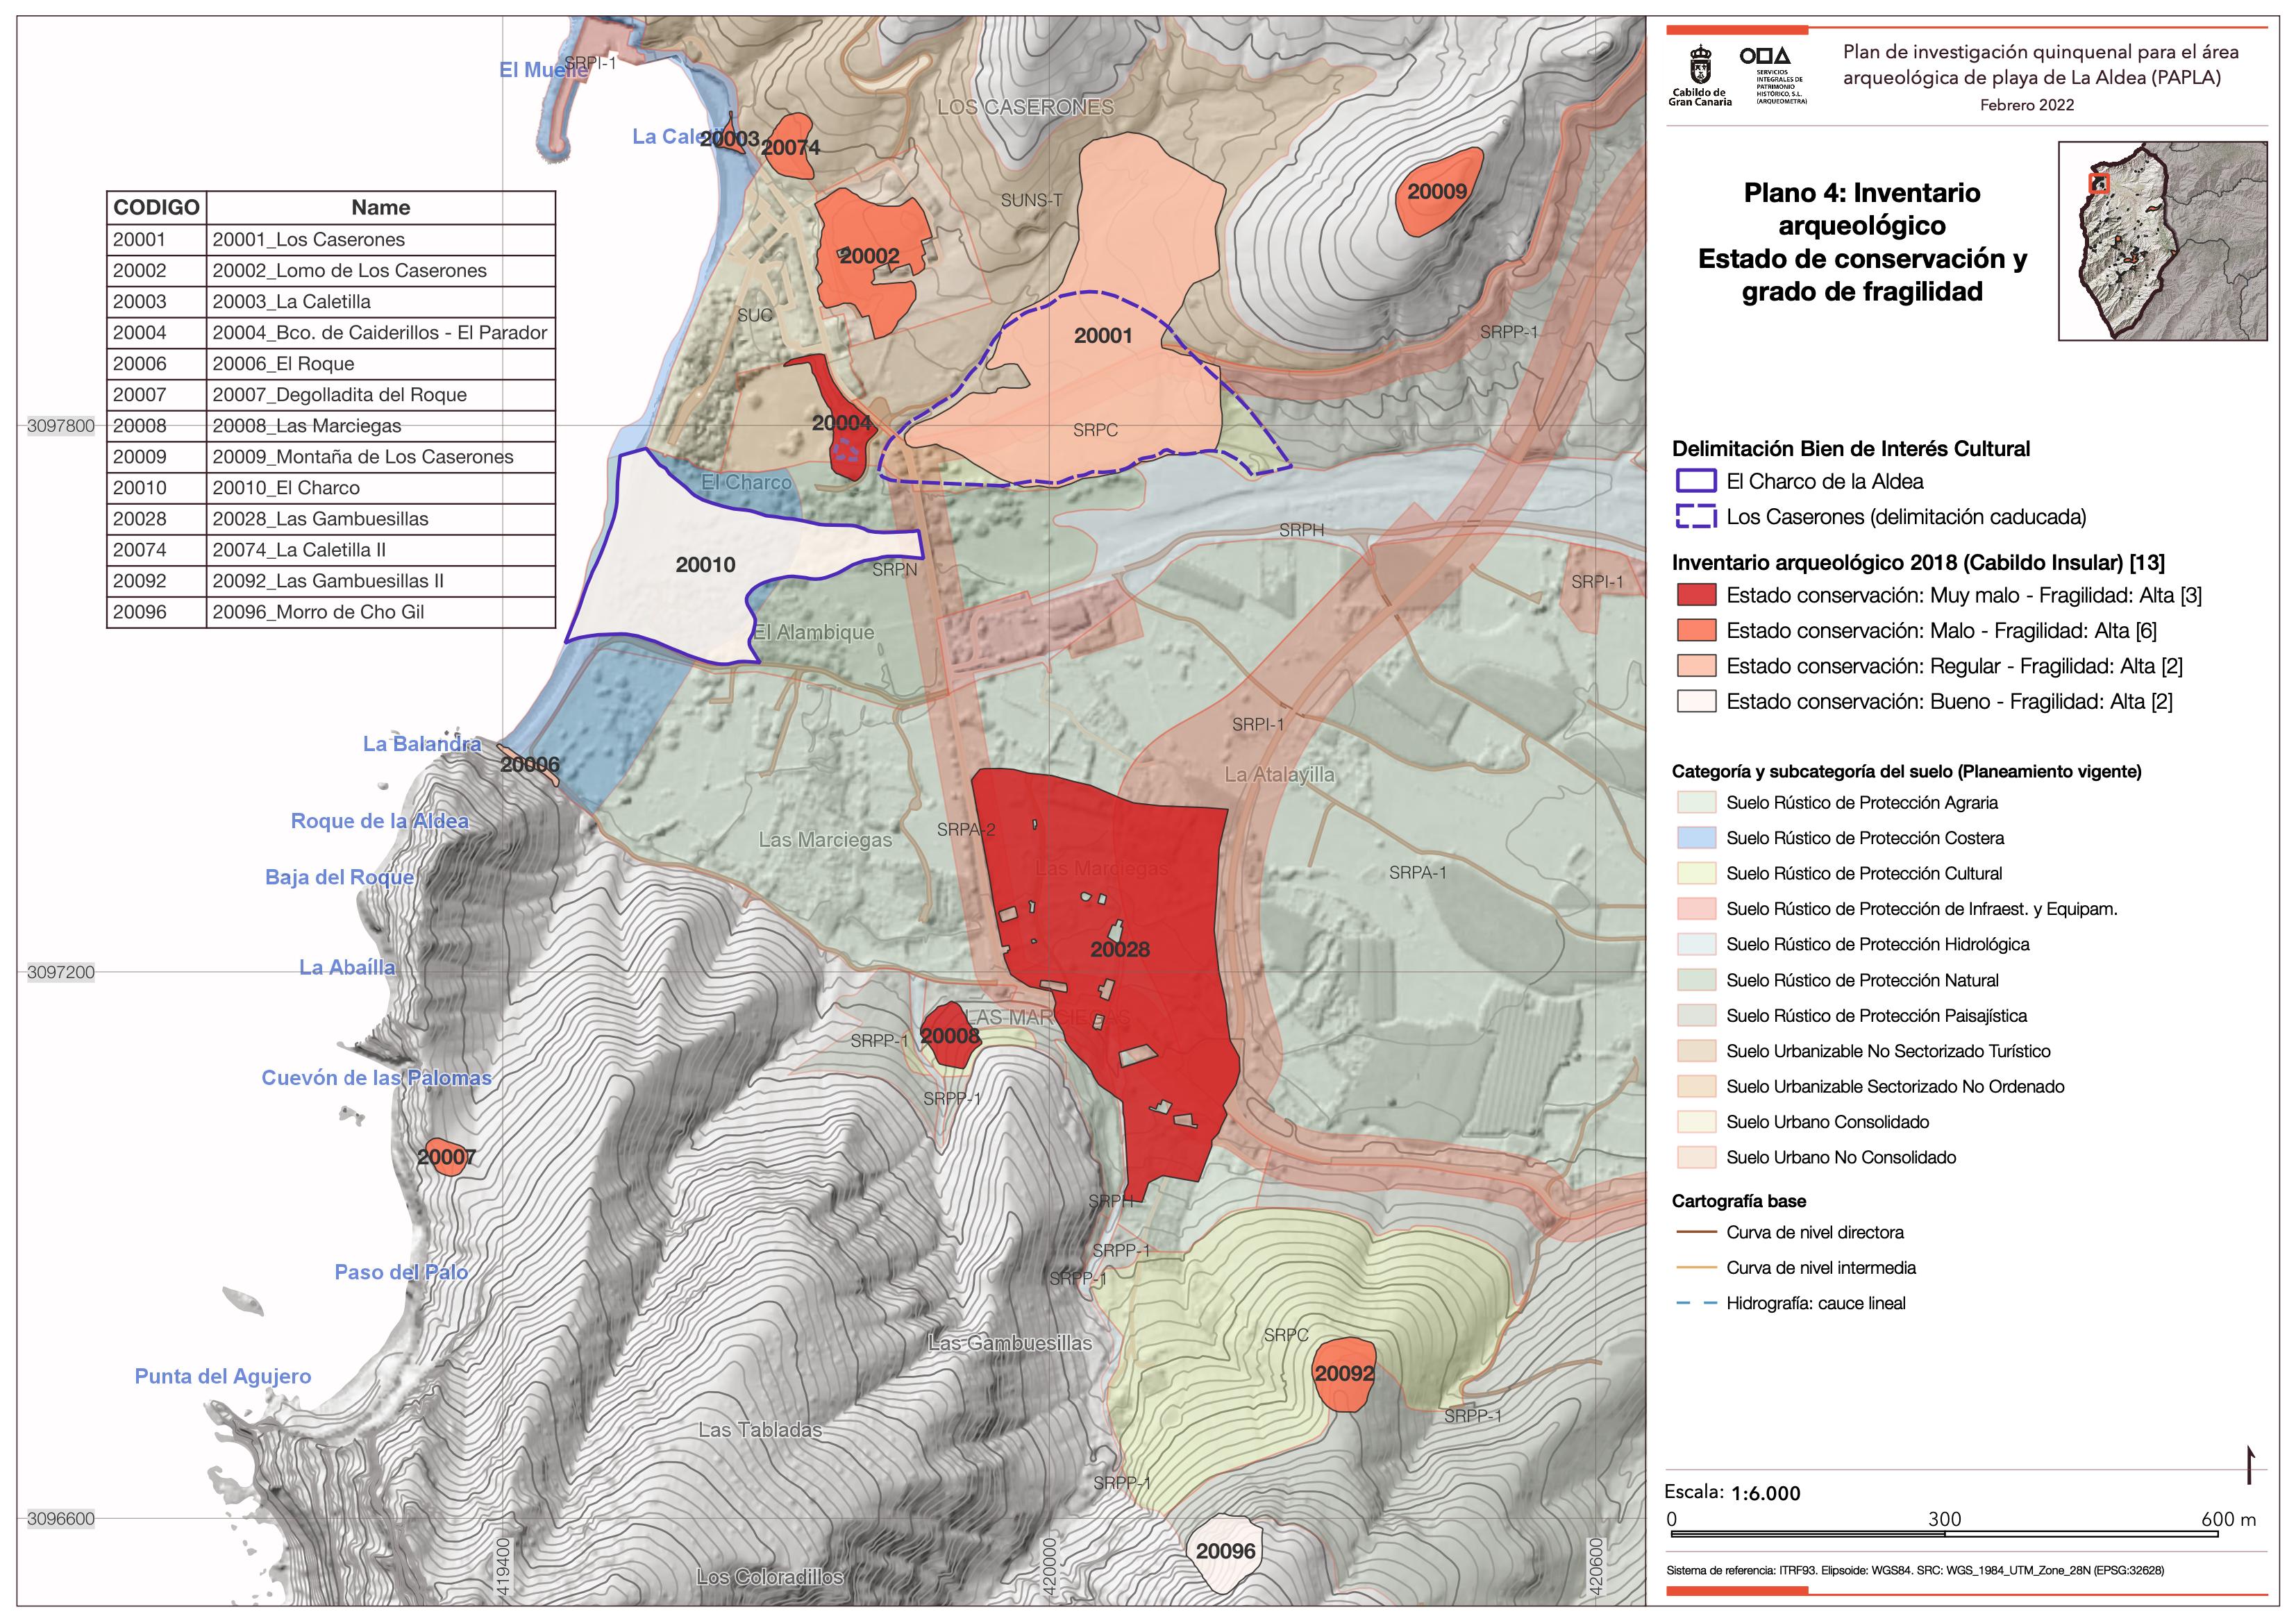 El Muelle
SRPI-1
La Cale
20003
20074
LOS CASERONES
SUNS-T
20009
20002
20001
SUC
SRPP-1
CODIGO Name
20001 20001_Los Caserones
20002 20002_Lomo de Los Caserones
20003 20003_La Caletilla
20004 20004_Bco. de Caiderillos - El Parador
20006 20006_El Roque
20007 20007_Degolladita del Roque
20008 20008_Las Marciegas
20009 20009_Montaña de Los Caserones
20010 20010_El Charco
20028 20028_Las Gambuesillas
20074 20074_La Caletilla II
20092 20092_Las Gambuesillas II
20096 20096_Morro de Cho Gil
3097800
20004
SRPC
El Charco
SRPH
20010
SRPN
SRPI-1
El Alambique
SRPI-1
La Balandra
20006
La Atalayilla
Roque de la Aldea
SRPA-2
Las Marciegas
Las Marciegas
SRPA-1
Baja del Roque
20028
3097200
La Abaílla
LAS MARCIEGAS
20008
SRPP-1
Cuevón de las Palomas
SRPP-1
20007
SRPH
SRPP-1
Paso del Palo
SRPP-1
Las Gambuesillas
SRPC
20092
Punta del Agujero
SRPP-1
Las Tabladas
SRPP-1
3096600
20096
Los Coloradillos
419400
420000
420600
Cabildo de
Gran Canaria
SERVICIOS
INTEGRALES DE
PATRIMONIO
HISTÓRICO, S.L.
(ARQUEOMETRA)
Plan de investigación quinquenal para el área
arqueológica de playa de La Aldea (PAPLA)
Febrero 2022
Plano 4: Inventario
arqueológico
Estado de conservación y
grado de fragilidad
Delimitación Bien de Interés Cultural
El Charco de la Aldea
Los Caserones (delimitación caducada)
Inventario arqueológico 2018 (Cabildo Insular) [13]
Estado conservación: Muy malo - Fragilidad: Alta [3]
Estado conservación: Malo - Fragilidad: Alta [6]
Estado conservación: Regular - Fragilidad: Alta [2]
Estado conservación: Bueno - Fragilidad: Alta [2]
Categoría y subcategoría del suelo (Planeamiento vigente)
Suelo Rústico de Protección Agraria
Suelo Rústico de Protección Costera
Suelo Rústico de Protección Cultural
Suelo Rústico de Protección de Infraest. y Equipam.
Suelo Rústico de Protección Hidrológica
Suelo Rústico de Protección Natural
Suelo Rústico de Protección Paisajística
Suelo Urbanizable No Sectorizado Turístico
Suelo Urbanizable Sectorizado No Ordenado
Suelo Urbano Consolidado
Suelo Urbano No Consolidado
Cartografía base
Curva de nivel directora
Curva de nivel intermedia
Hidrografía: cauce lineal
Escala: 1:6.000
0 300 600 m
Sistema de referencia: ITRF93. Elipsoide: WGS84. SRC: WGS_1984_UTM_Zone_28N (EPSG:32628)